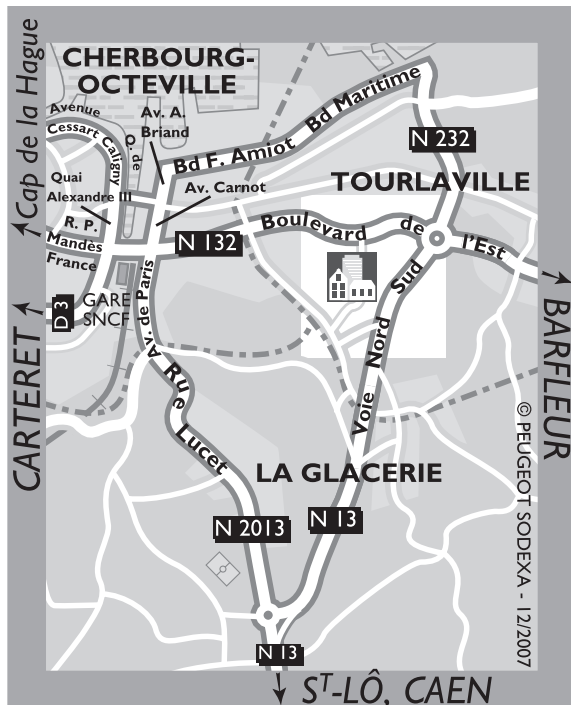 Cap de la Hague
CHERBOURG-
OCTEVILLE
Avenue
Cessart Caligny
Q. de
Av. A.
Briand
Bd F. Amiot
Bd Maritime
N 232
Quai
Alexandre III
Av. Carnot
TOURLAVILLE
R. P.
Mandès
France
N 132
Boulevard de l'Est
D 3
GARE
SNCF
Av. de Paris
Voie Nord Sud
CARTERET
BARFLEUR
Rue Lucet
LA GLACERIE
N 2013
N 13
N 13
© PEUGEOT SODEXA - 12/2007
Sᵀ-LÔ, CAEN